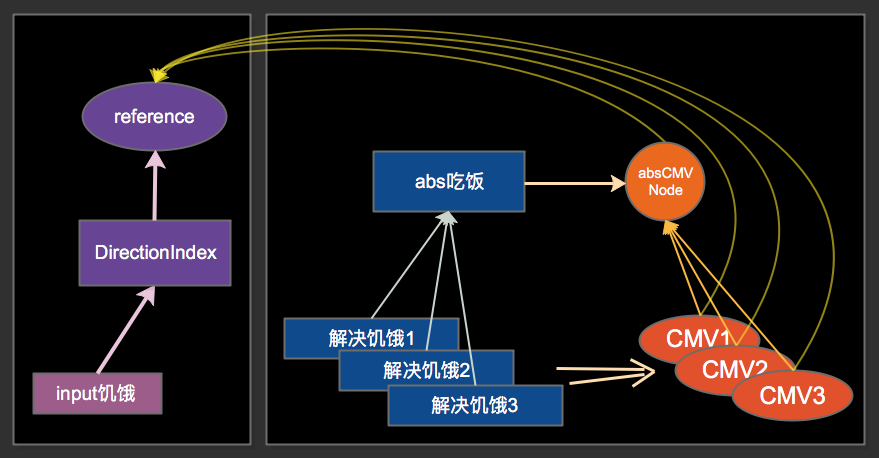 reference
DirectionIndex
input饥饿
abs吃饭
absCMV
Node
解决饥饿1
解决饥饿2
解决饥饿3
CMV1
CMV2
CMV3